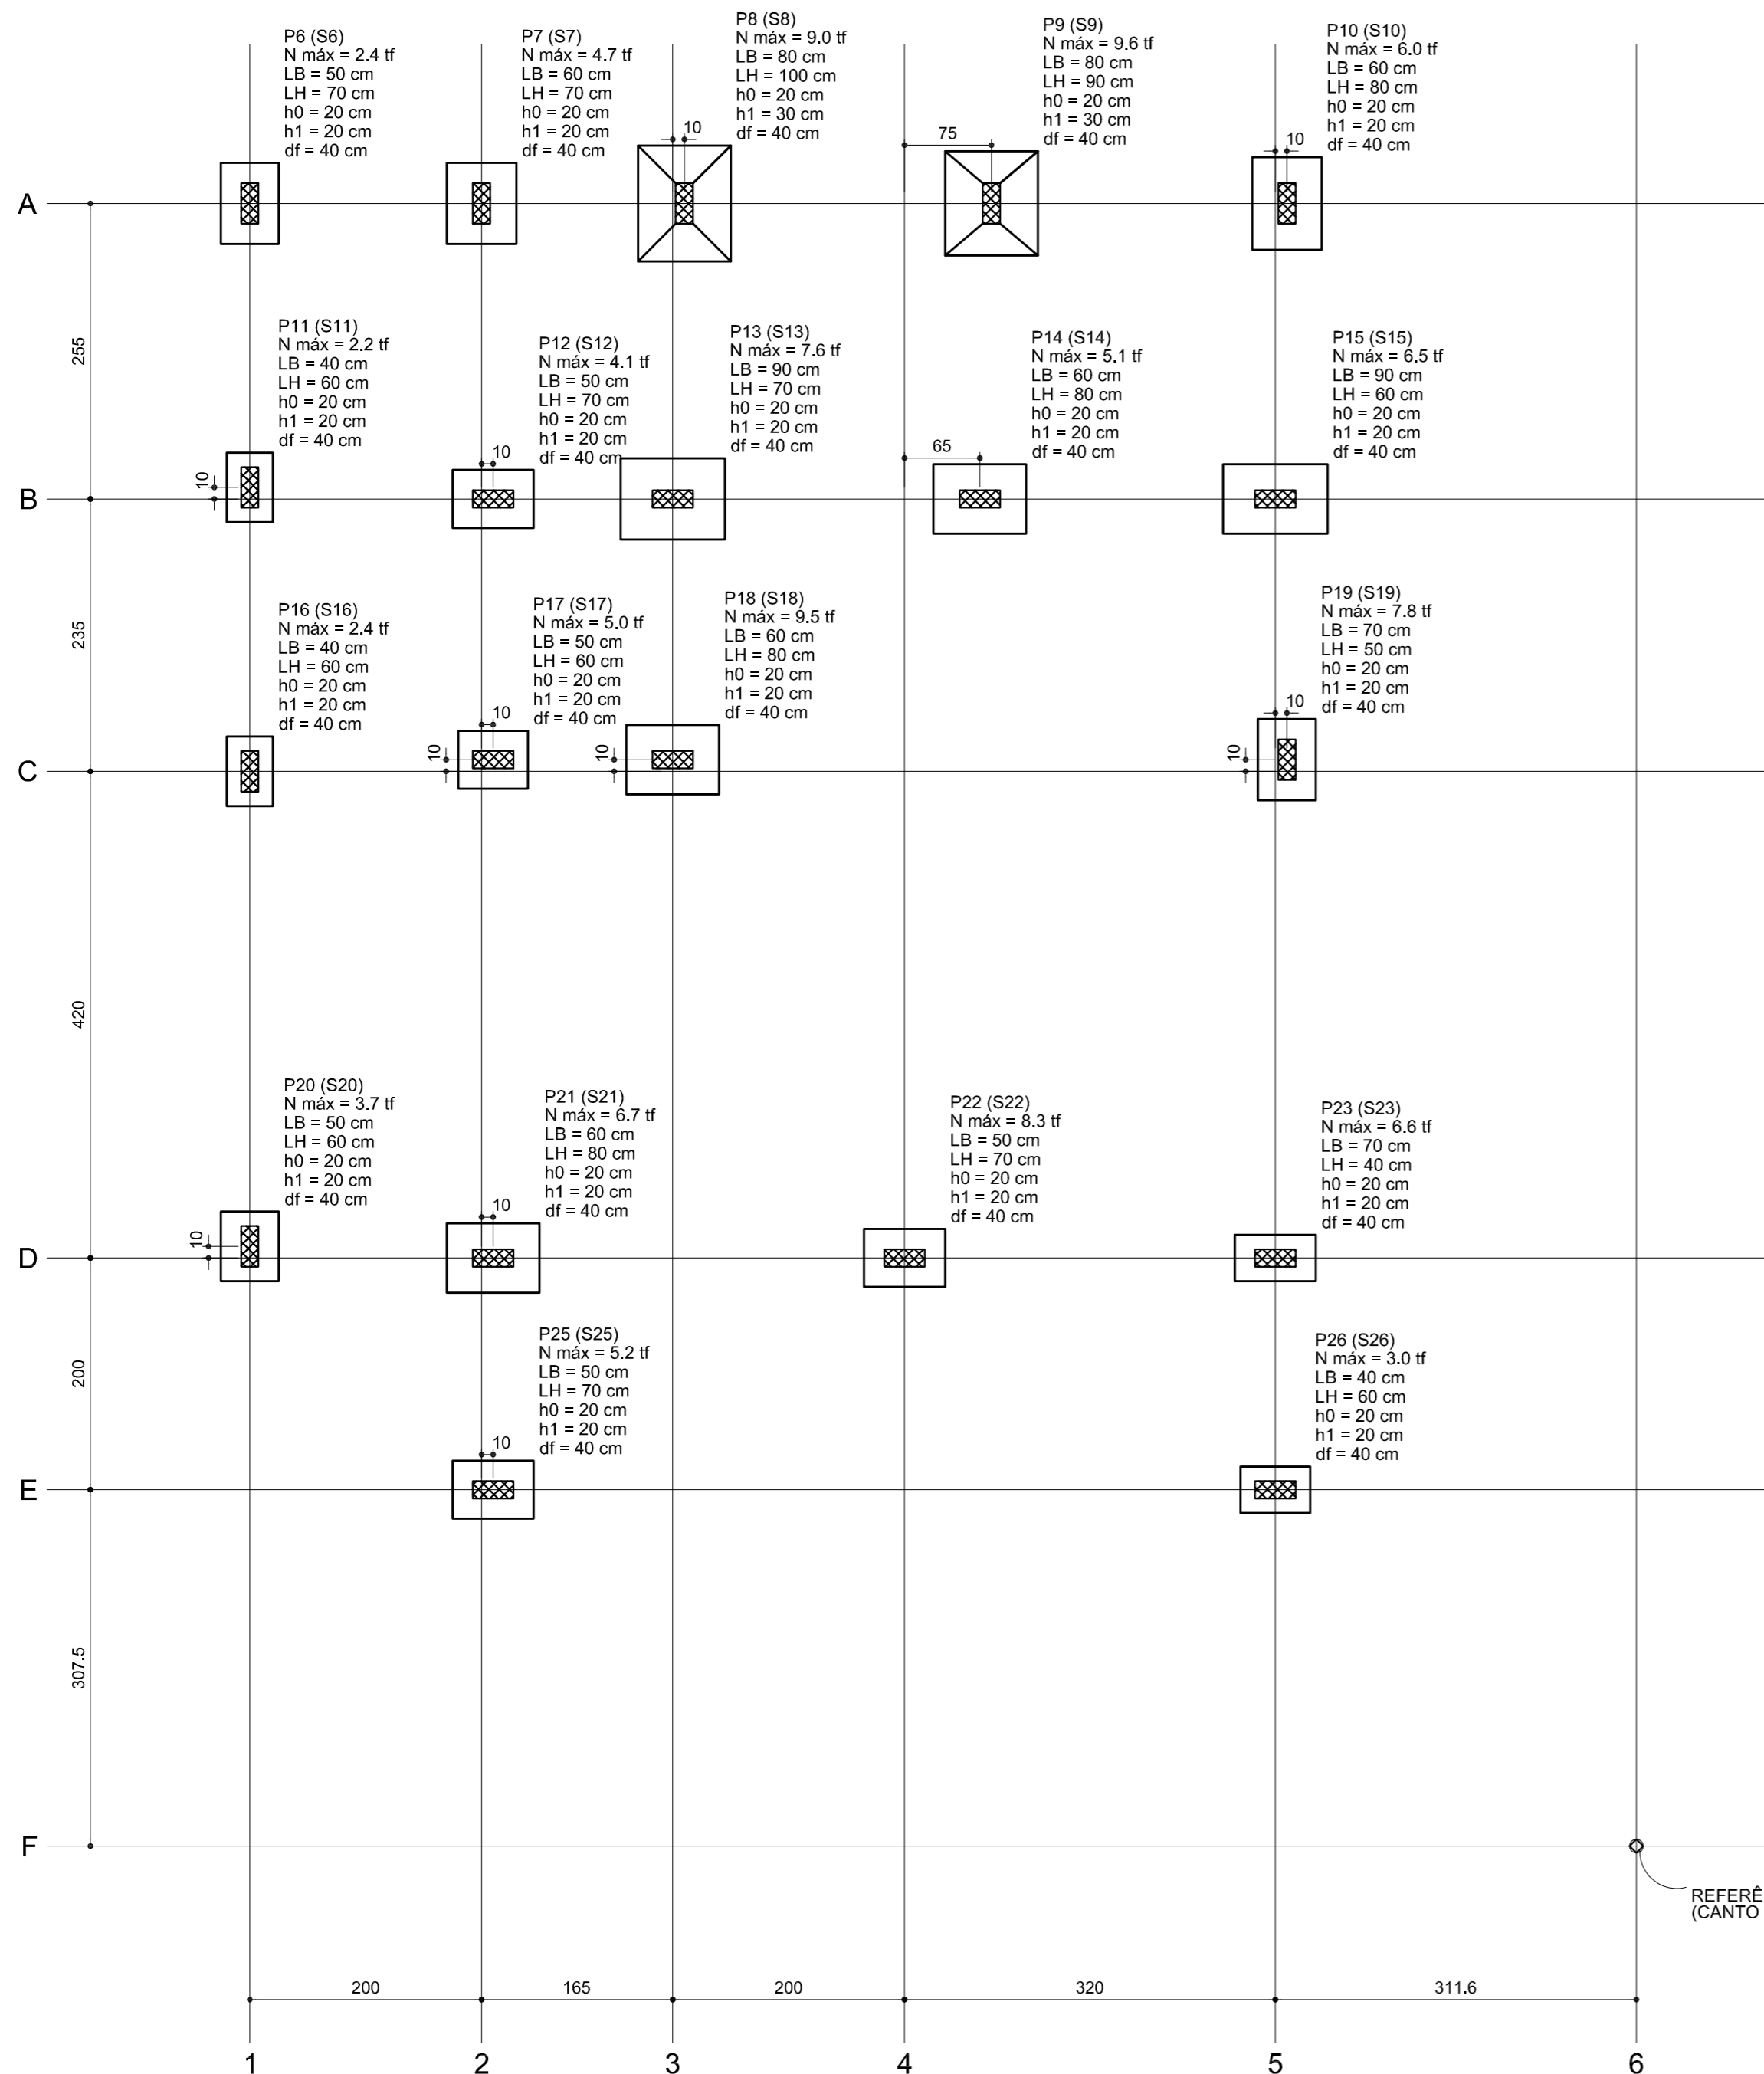 P6 (S6)
N máx = 2.4 tf
LB = 50 cm
LH = 70 cm
h0 = 20 cm
h1 = 20 cm
df = 40 cm
P7 (S7)
N máx = 4.7 tf
LB = 60 cm
LH = 70 cm
h0 = 20 cm
h1 = 20 cm
df = 40 cm
P8 (S8)
N máx = 9.0 tf
LB = 80 cm
LH = 100 cm
h0 = 20 cm
h1 = 30 cm
df = 40 cm
10
P9 (S9)
N máx = 9.6 tf
LB = 80 cm
LH = 90 cm
h0 = 20 cm
h1 = 30 cm
df = 40 cm
75
P10 (S10)
N máx = 6.0 tf
LB = 60 cm
LH = 80 cm
h0 = 20 cm
h1 = 20 cm
df = 40 cm
10
A
255
P11 (S11)
N máx = 2.2 tf
LB = 40 cm
LH = 60 cm
h0 = 20 cm
h1 = 20 cm
df = 40 cm
10
P12 (S12)
N máx = 4.1 tf
LB = 50 cm
LH = 70 cm
h0 = 20 cm
h1 = 20 cm
df = 40 cm
10
P13 (S13)
N máx = 7.6 tf
LB = 90 cm
LH = 70 cm
h0 = 20 cm
h1 = 20 cm
df = 40 cm
P14 (S14)
N máx = 5.1 tf
LB = 60 cm
LH = 80 cm
h0 = 20 cm
h1 = 20 cm
df = 40 cm
65
P15 (S15)
N máx = 6.5 tf
LB = 90 cm
LH = 60 cm
h0 = 20 cm
h1 = 20 cm
df = 40 cm
B
235
P16 (S16)
N máx = 2.4 tf
LB = 40 cm
LH = 60 cm
h0 = 20 cm
h1 = 20 cm
df = 40 cm
P17 (S17)
N máx = 5.0 tf
LB = 50 cm
LH = 60 cm
h0 = 20 cm
h1 = 20 cm
df = 40 cm
10
10
P18 (S18)
N máx = 9.5 tf
LB = 60 cm
LH = 80 cm
h0 = 20 cm
h1 = 20 cm
df = 40 cm
10
P19 (S19)
N máx = 7.8 tf
LB = 70 cm
LH = 50 cm
h0 = 20 cm
h1 = 20 cm
df = 40 cm
10
10
C
420
P20 (S20)
N máx = 3.7 tf
LB = 50 cm
LH = 60 cm
h0 = 20 cm
h1 = 20 cm
df = 40 cm
10
P21 (S21)
N máx = 6.7 tf
LB = 60 cm
LH = 80 cm
h0 = 20 cm
h1 = 20 cm
df = 40 cm
10
P22 (S22)
N máx = 8.3 tf
LB = 50 cm
LH = 70 cm
h0 = 20 cm
h1 = 20 cm
df = 40 cm
P23 (S23)
N máx = 6.6 tf
LB = 70 cm
LH = 40 cm
h0 = 20 cm
h1 = 20 cm
df = 40 cm
D
200
P25 (S25)
N máx = 5.2 tf
LB = 50 cm
LH = 70 cm
h0 = 20 cm
h1 = 20 cm
df = 40 cm
10
P26 (S26)
N máx = 3.0 tf
LB = 40 cm
LH = 60 cm
h0 = 20 cm
h1 = 20 cm
df = 40 cm
E
307.5
F
REFERÊ
(CANTO
200
165
200
320
311.6
1
2
3
4
5
6